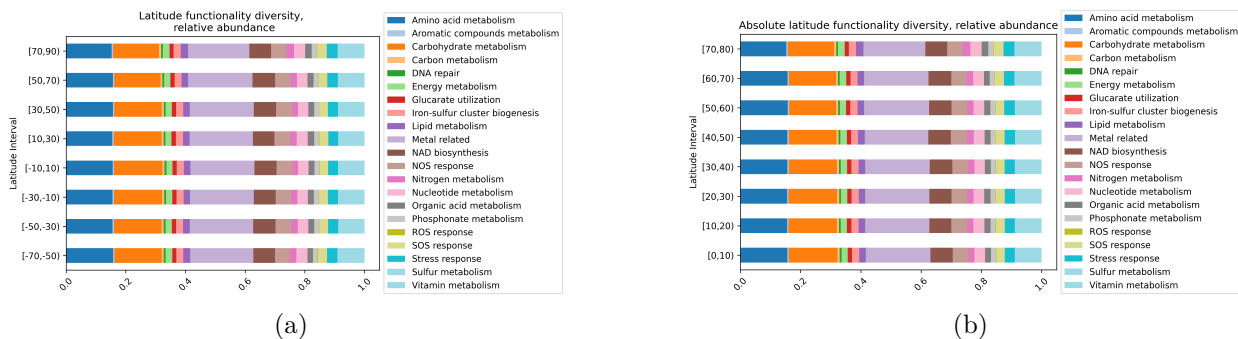 Latitude functionality diversity,
relative abundance
Latitude Interval
[70,90)
[50,70)
[30,50)
[10,30)
[-10,10)
[-30,-10)
[-50,-30)
[-70,-50)
0.0
0.2
0.4
0.6
0.8
1.0
Amino acid metabolism
Aromatic compounds metabolism
Carbohydrate metabolism
Carbon metabolism
DNA repair
Energy metabolism
Glucarate utilization
Iron-sulfur cluster biogenesis
Lipid metabolism
Metal related
NAD biosynthesis
NOS response
Nitrogen metabolism
Nucleotide metabolism
Organic acid metabolism
Phosphonate metabolism
ROS response
SOS response
Stress response
Sulfur metabolism
Vitamin metabolism
(a)
Absolute latitude functionality diversity, relative abundance
Latitude Interval
[70,80)
[60,70)
[50,60)
[40,50)
[30,40)
[20,30)
[10,20)
[0,10)
0.0
0.2
0.4
0.6
0.8
1.0
Amino acid metabolism
Aromatic compounds metabolism
Carbohydrate metabolism
Carbon metabolism
DNA repair
Energy metabolism
Glucarate utilization
Iron-sulfur cluster biogenesis
Lipid metabolism
Metal related
NAD biosynthesis
NOS response
Nitrogen metabolism
Nucleotide metabolism
Organic acid metabolism
Phosphonate metabolism
ROS response
SOS response
Stress response
Sulfur metabolism
Vitamin metabolism
(b)